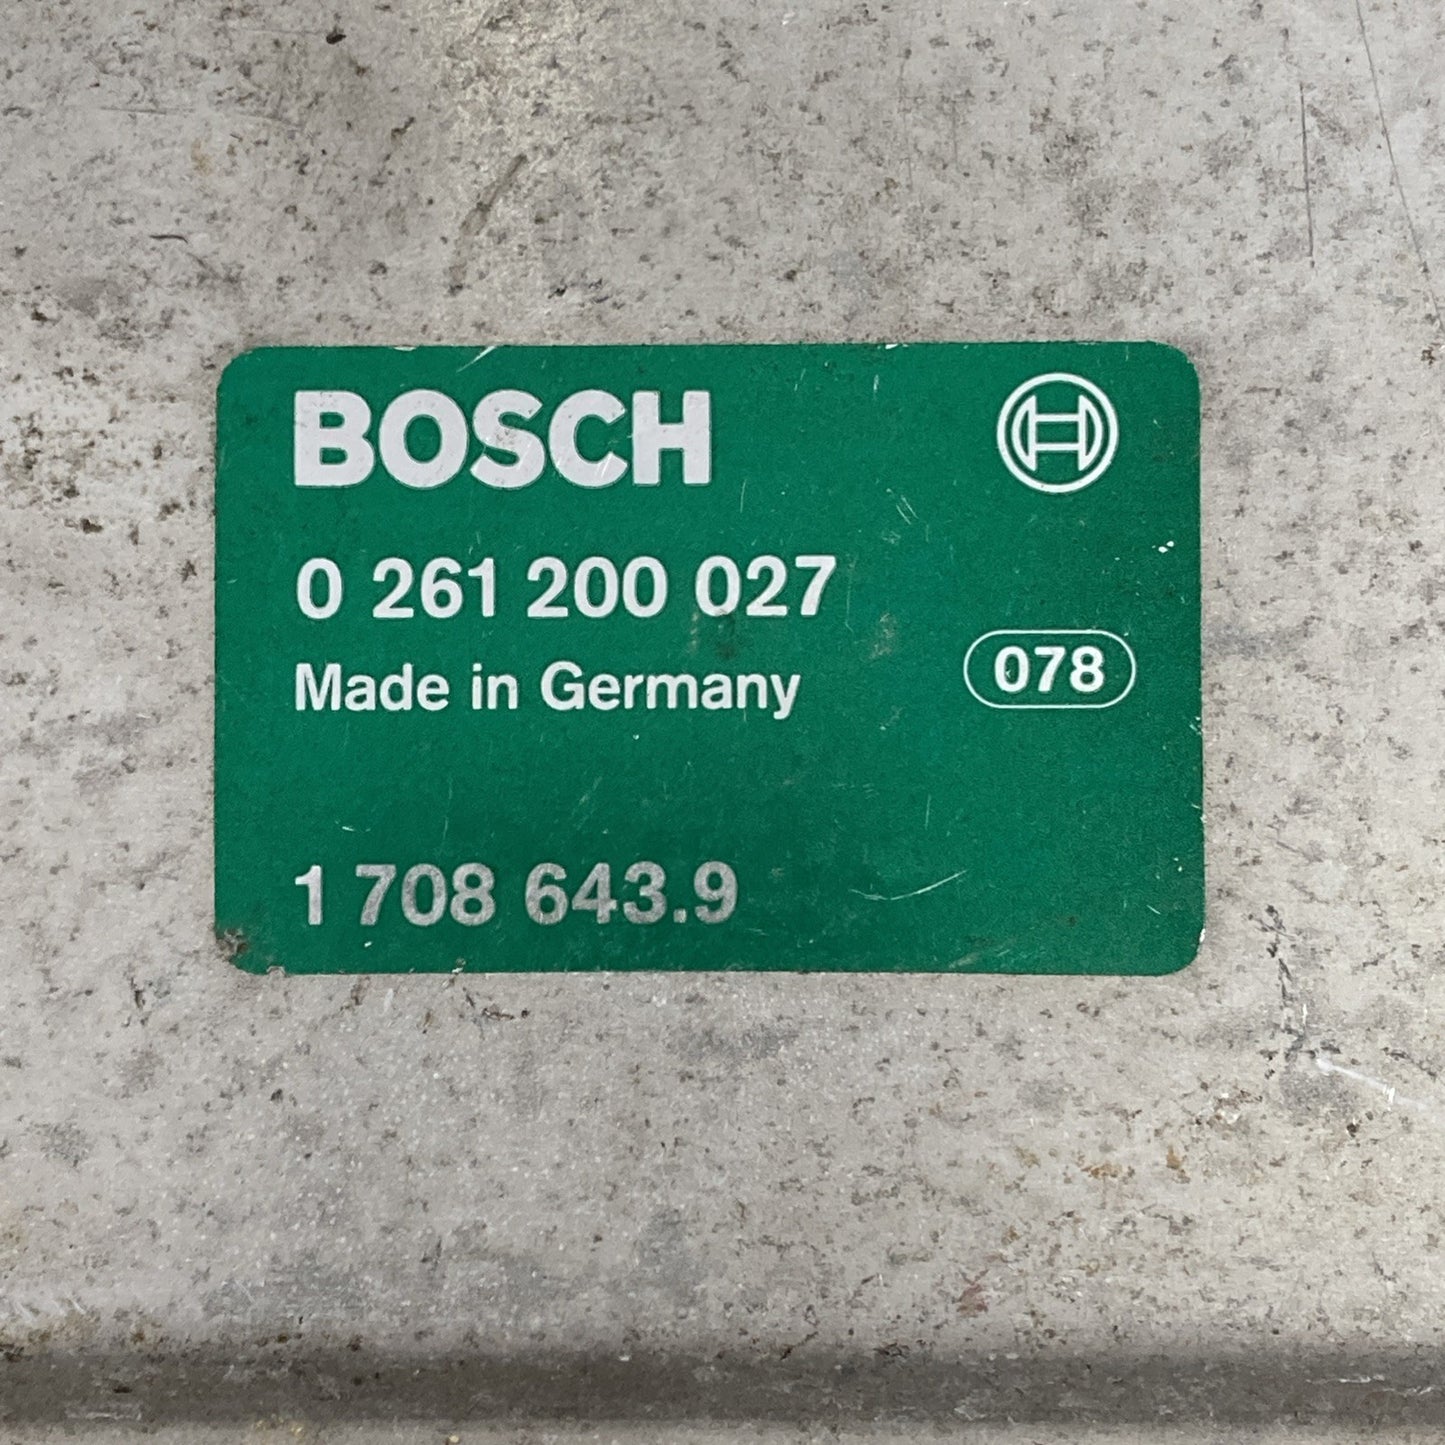 BOSCH
0 261 200 027
Made in Germany
078
1 708 643.9